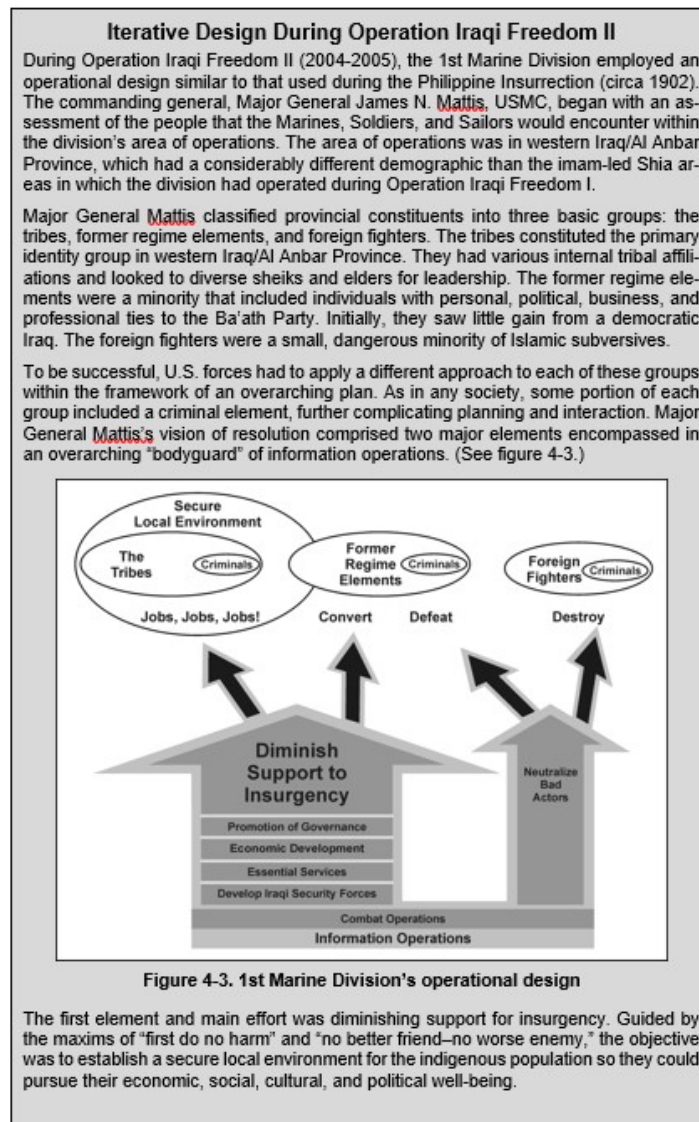 Iterative Design During Operation Iraqi Freedom II
During Operation Iraqi Freedom II (2004-2005), the 1st Marine Division employed an
operational design similar to that used during the Philippine Insurrection (circa 1902).
The commanding general, Major General James N. Mattis, USMC, began with an as-
sessment of the people that the Marines, Soldiers, and Sailors would encounter within
the division's area of operations. The area of operations was in western Iraq/Al Anbar
Province, which had a considerably different demographic than the imam-led Shia ar-
eas in which the division had operated during Operation Iraqi Freedom I.
Major General Mattis classified provincial constituents into three basic groups: the
tribes, former regime elements, and foreign fighters. The tribes constituted the primary
identity group in western Iraq/Al Anbar Province. They had various internal tribal affili-
ations and looked to diverse sheiks and elders for leadership. The former regime ele-
ments were a minority that included individuals with personal, political, business, and
professional ties to the Ba'ath Party. Initially, they saw little gain from a democratic
Iraq. The foreign fighters were a small, dangerous minority of Islamic subversives.
To be successful, U.S. forces had to apply a different approach to each of these groups
within the framework of an overarching plan. As in any society, some portion of each
group included a criminal element, further complicating planning and interaction. Major
General Mattis's vision of resolution comprised two major elements encompassed in
an overarching "bodyguard" of information operations. (See figure 4-3.)
Secure
Local Environment
The
Tribes
Criminals
Jobs, Jobs, Jobs!
Former
Regime
Elements
Criminals
Convert
Defeat
Foreign
Fighters
Criminals
Destroy
Diminish
Support to
Insurgency
Promotion of Governance
Economic Development
Essential Services
Develop Iraqi Security Forces
Neutralize
Bad
Actors
Combat Operations
Information Operations
Figure 4-3. 1st Marine Division's operational design
The first element and main effort was diminishing support for insurgency. Guided by
the maxims of "first do no harm" and "no better friend–no worse enemy," the objective
was to establish a secure local environment for the indigenous population so they could
pursue their economic, social, cultural, and political well-being.